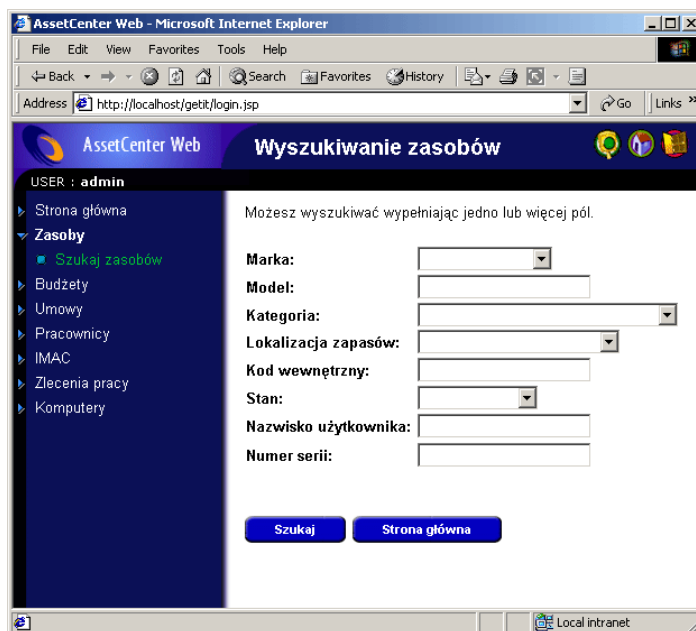 AssetCenter Web - Microsoft Internet Explorer
File Edit View Favorites Tools Help
Back Search Favorites History
Address http://localhost/getit/login.jsp Go Links »
AssetCenter Web Wyszukiwanie zasobów
USER : admin
Strona główna
Zasoby
Szukaj zasobów
Budżety
Umowy
Pracownicy
IMAC
Zlecenia pracy
Komputery
Możesz wyszukiwać wypełniając jedno lub więcej pól.
Marka:
Model:
Kategoria:
Lokalizacja zapasów:
Kod wewnętrzny:
Stan:
Nazwisko użytkownika:
Numer serii:
Szukaj Strona główna
Local intranet